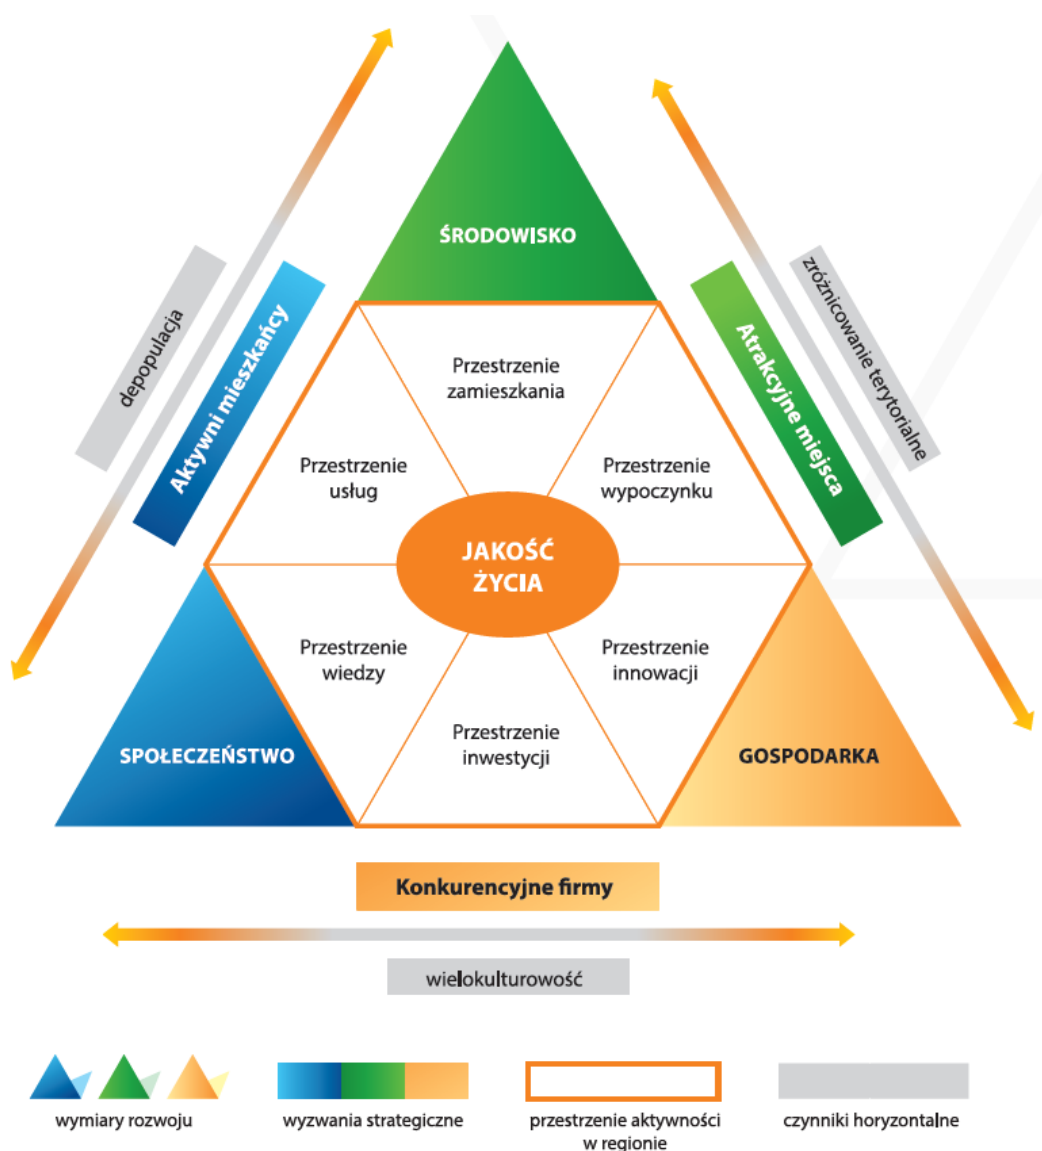 ŚRODOWISKO
depopulacja
Aktywni mieszkańcy
Atrakcyjne miejsca
zróżnicowanie terytorialne
Przestrzenie
zamieszkania
Przestrzenie
usług
Przestrzenie
wypoczynku
JAKOŚĆ
ŻYCIA
Przestrzenie
wiedzy
Przestrzenie
innowacji
Przestrzenie
inwestycji
SPOŁECZEŃSTWO
GOSPODARKA
Konkurencyjne firmy
wielokulturowość
wymiary rozwoju
wyzwania strategiczne
przestrzenie aktywności
w regionie
czynniki horyzontalne